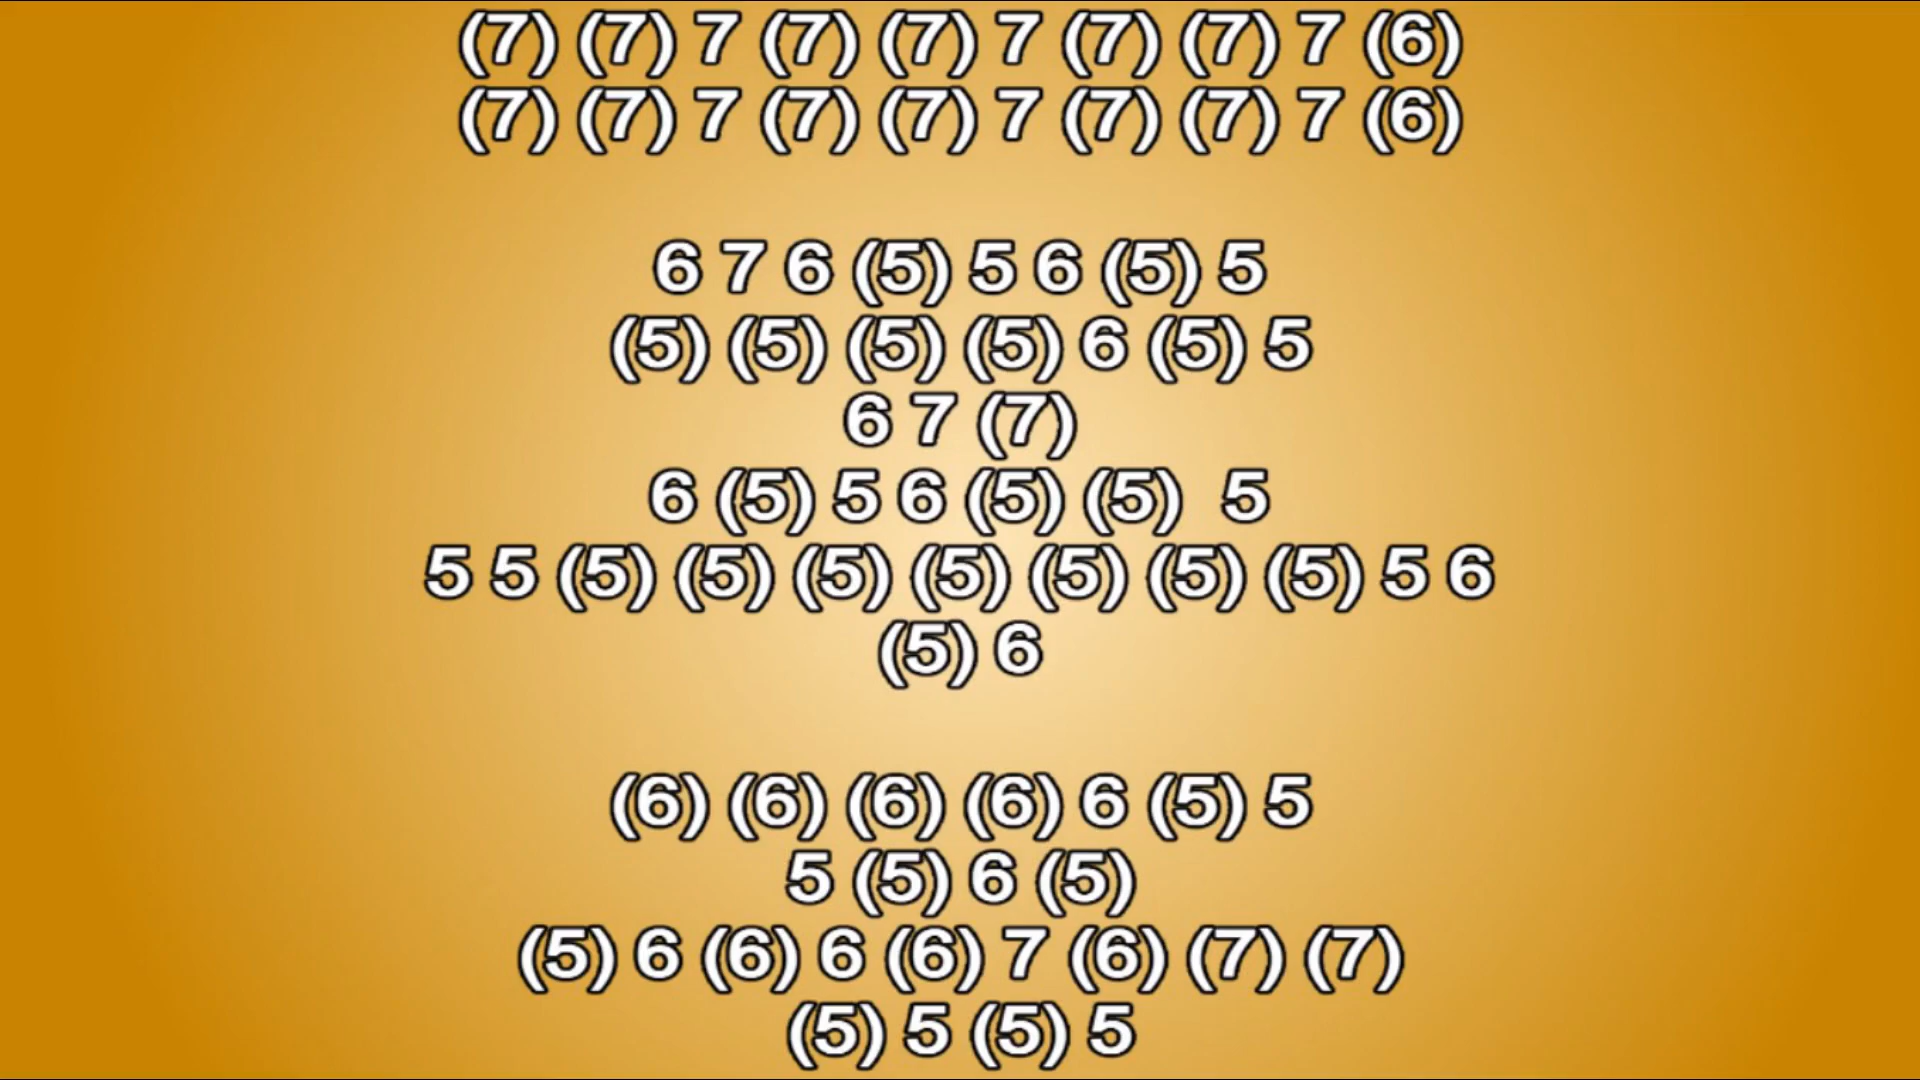 (7) (7) 7 (7) (7) 7 (7) (7) 7 (6)
(7) (7) 7 (7) (7) 7 (7) (7) 7 (6)
6 7 6 (5) 5 6 (5) 5
(5) (5) (5) (5) 6 (5) 5
6 7 (7)
6 (5) 5 6 (5) (5) 5
5 5 (5) (5) (5) (5) (5) (5) (5) 5 6
(5) 6
(6) (6) (6) (6) 6 (5) 5
5 (5) 6 (5)
(5) 6 (6) 6 (6) 7 (6) (7) (7)
(5) 5 (5) 5